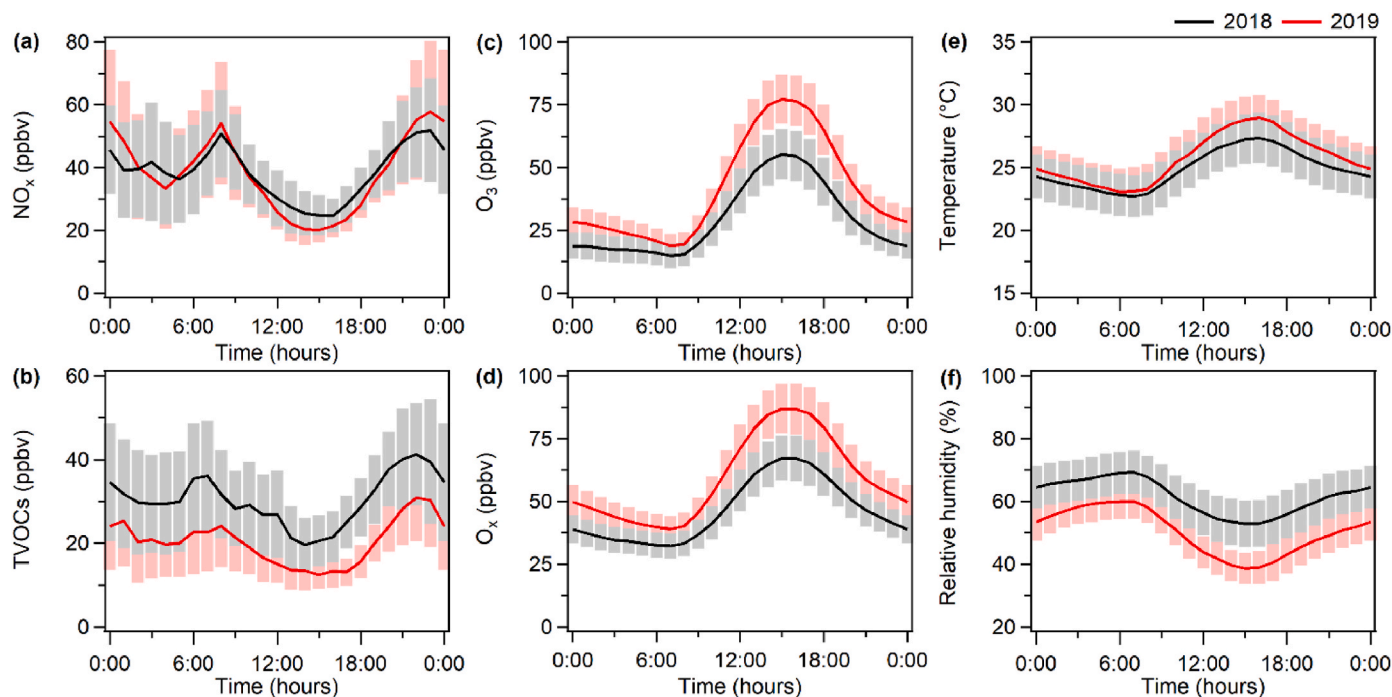 2018 2019
(a)
NOx (ppbv)
80
60
40
20
0
0:00 6:00 12:00 18:00 0:00
Time (hours)
(c)
O3 (ppbv)
100
75
50
25
0
0:00 6:00 12:00 18:00 0:00
Time (hours)
(e)
Temperature (°C)
35
30
25
20
15
0:00 6:00 12:00 18:00 0:00
Time (hours)
(b)
TVOCs (ppbv)
60
40
20
0
0:00 6:00 12:00 18:00 0:00
Time (hours)
(d)
Ox (ppbv)
100
75
50
25
0
0:00 6:00 12:00 18:00 0:00
Time (hours)
(f)
Relative humidity (%)
100
80
60
40
20
0:00 6:00 12:00 18:00 0:00
Time (hours)